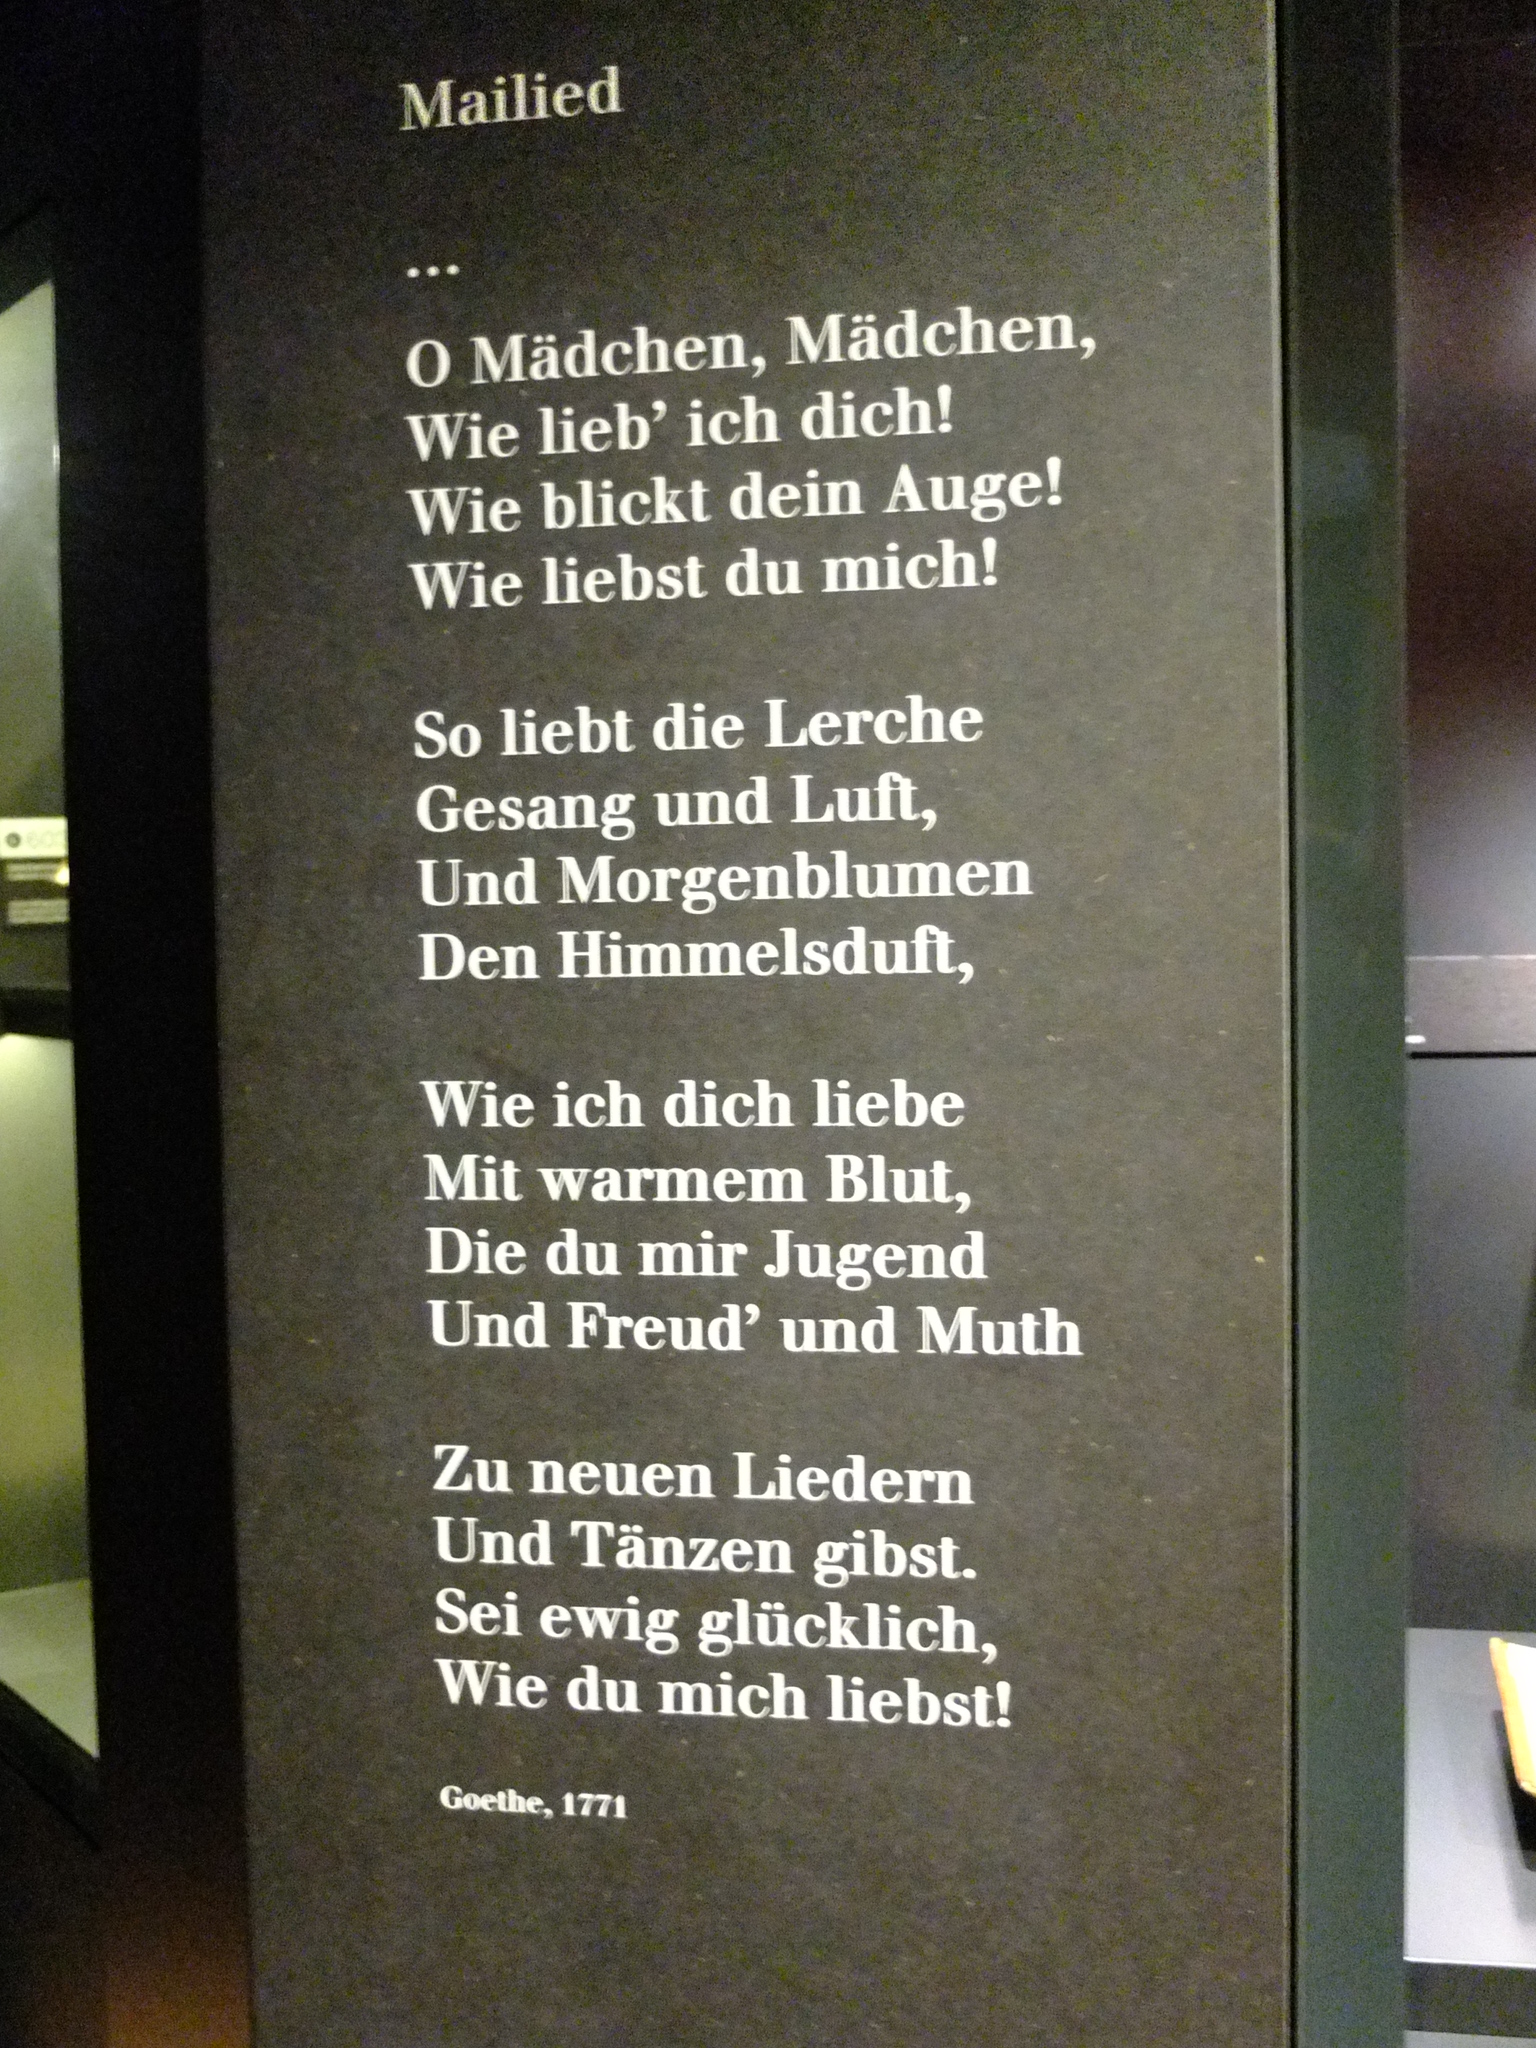 Mailied
...
O Mädchen, Mädchen,
Wie lieb’ ich dich!
Wie blickt dein Auge!
Wie liebst du mich!
So liebt die Lerche
Gesang und Luft,
Und Morgenblumen
Den Himmelsduft,
Wie ich dich liebe
Mit warmem Blut,
Die du mir Jugend
Und Freud’ und Muth
Zu neuen Liedern
Und Tänzen gibst.
Sei ewig glücklich,
Wie du mich liebst!
Goethe, 1771